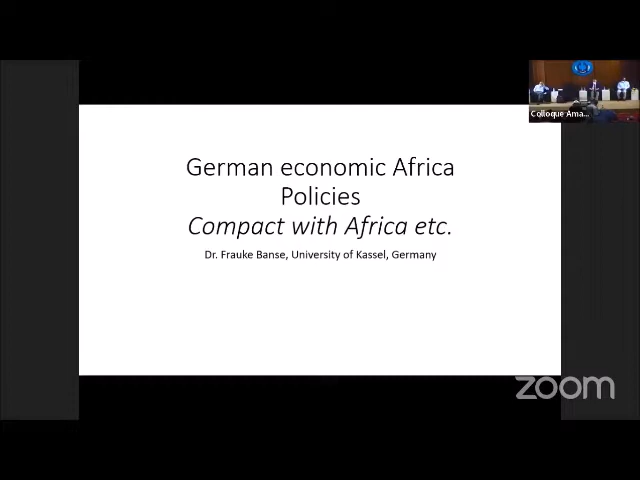 Colloque Ama...
German economic Africa
Policies
Compact with Africa etc.
Dr. Frauke Banse, University of Kassel, Germany
zoom